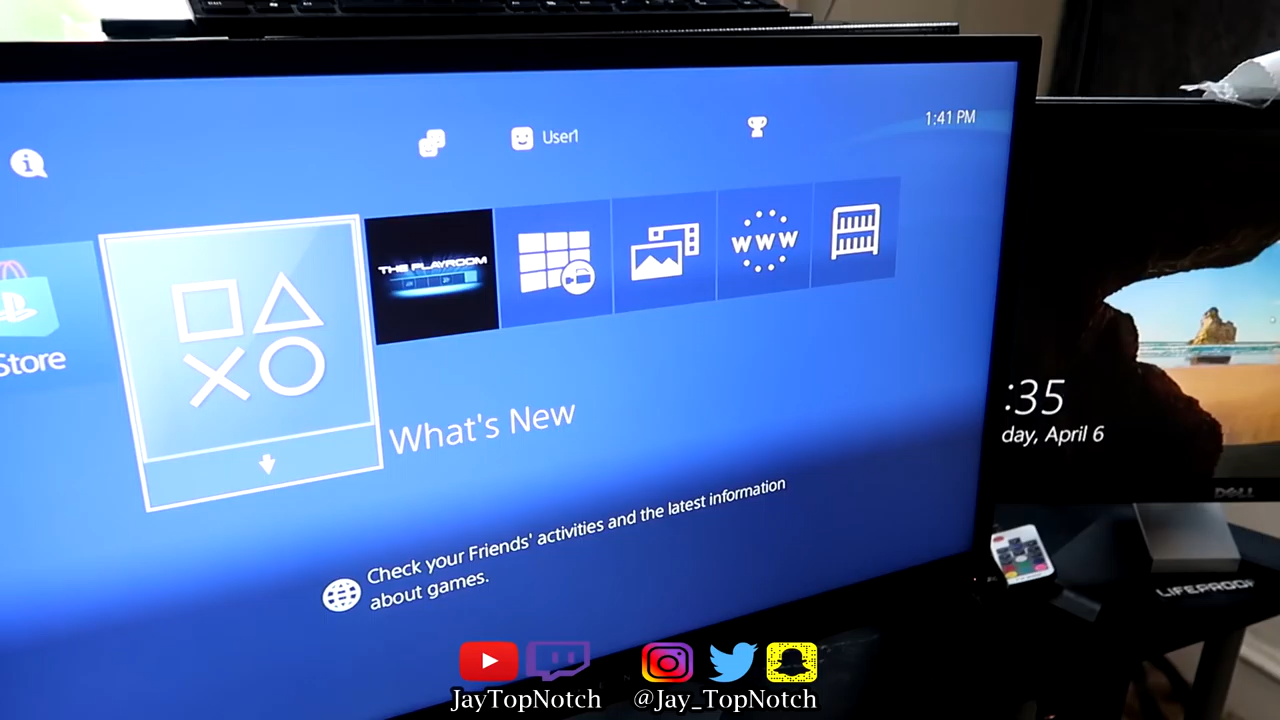 1:41 PM
User1
THE PLAYROOM
WWW
Store
What's New
Check your Friends' activities and the latest information
about games.
:35
day, April 6
DELL
LIFEPROOF
JayTopNotch
@Jay_TopNotch